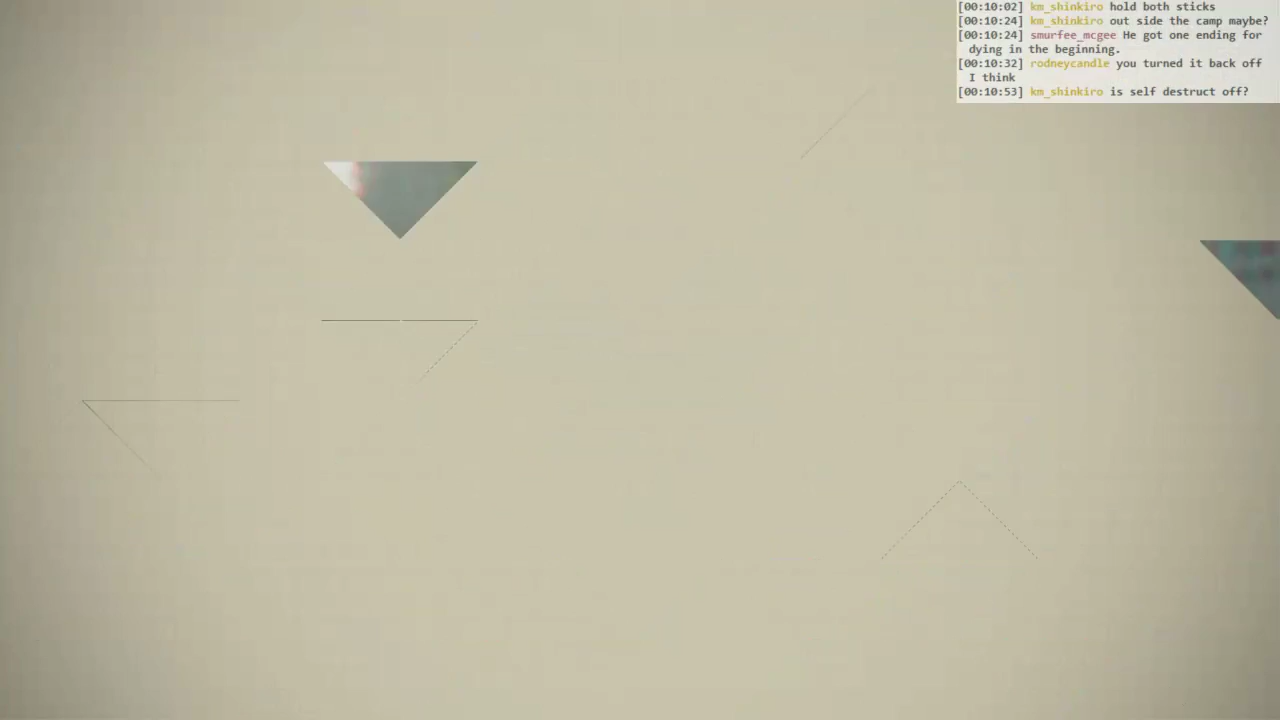 [00:10:02] km_shinkiro hold both sticks
[00:10:24] km_shinkiro out side the camp maybe?
[00:10:24] smurfee_mcgee He got one ending for
dying in the beginning.
[00:10:32] rodneycandle you turned it back off
I think
[00:10:53] km_shinkiro is self destruct off?